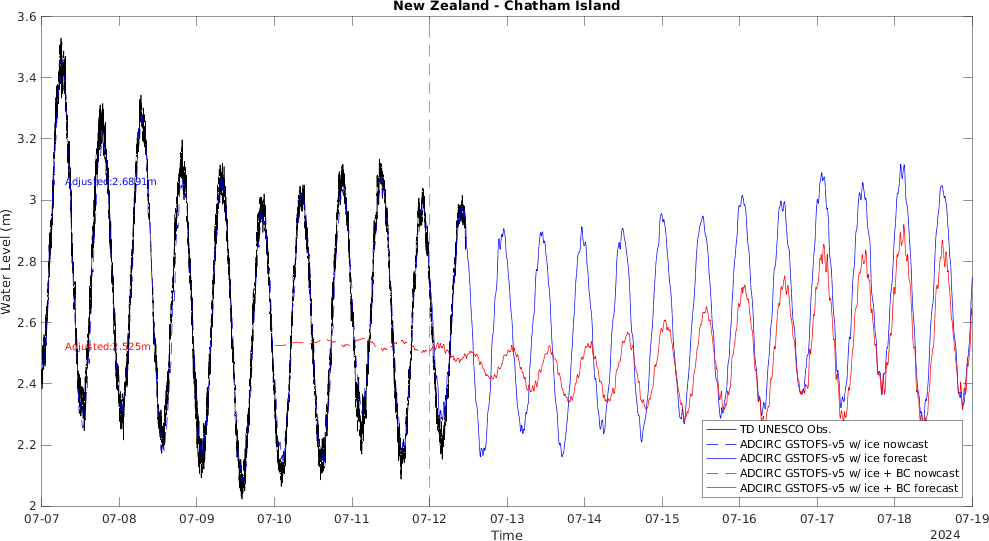 New Zealand - Chatham Island
3.6
3.4
3.2
3
2.8
2.6
2.4
2.2
2
Water Level (m)
Adjusted:2.6891m
Adjusted:2.525m
TD UNESCO Obs.
ADCIRC GSTOFS-v5 w/ ice nowcast
ADCIRC GSTOFS-v5 w/ ice forecast
ADCIRC GSTOFS-v5 w/ ice + BC nowcast
ADCIRC GSTOFS-v5 w/ ice + BC forecast
07-07 07-08 07-09 07-10 07-11 07-12 07-13 07-14 07-15 07-16 07-17 07-18 07-19
Time
2024